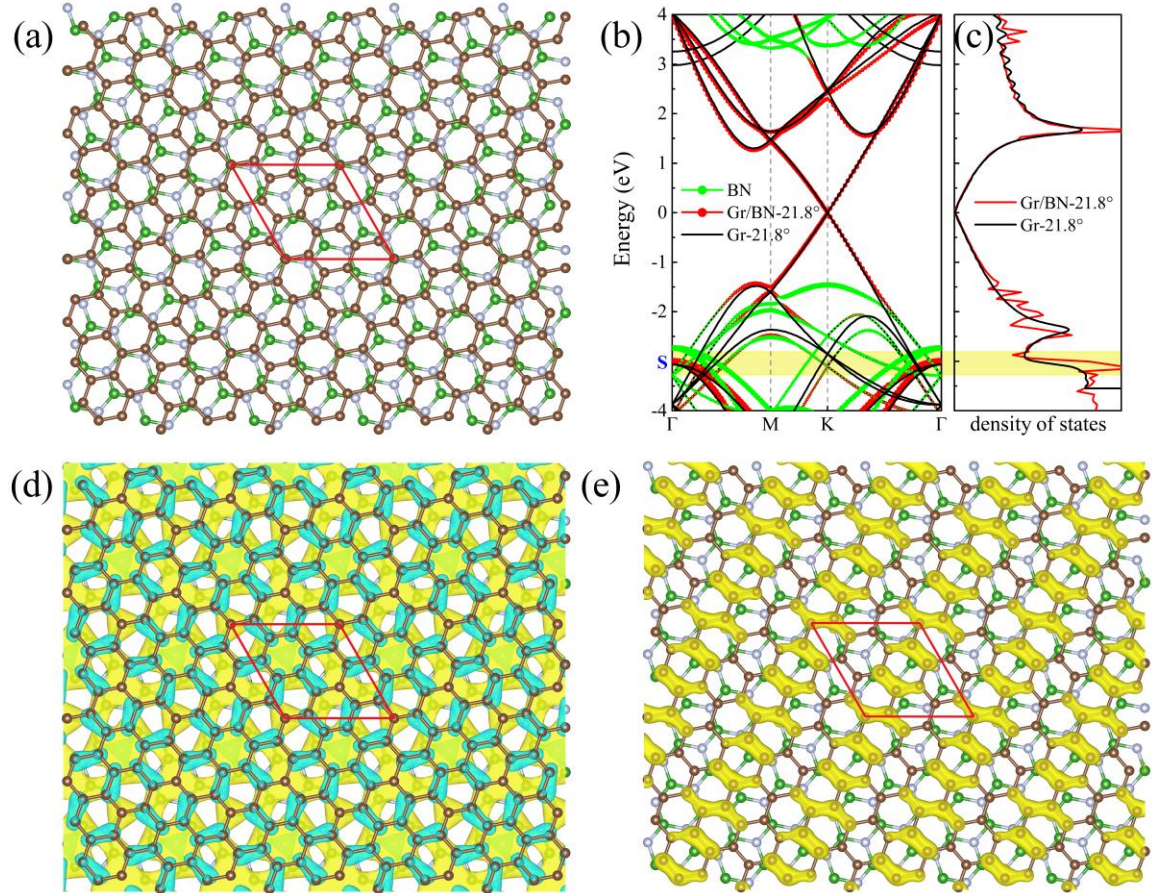 (a)
(b)
(c)
4
3
2
1
0
-1
-2
S
-4
Energy (eV)
BN
Gr/BN-21.8°
Gr-21.8°
Γ
M
K
Γ
Gr/BN-21.8°
Gr-21.8°
density of states
(d)
(e)